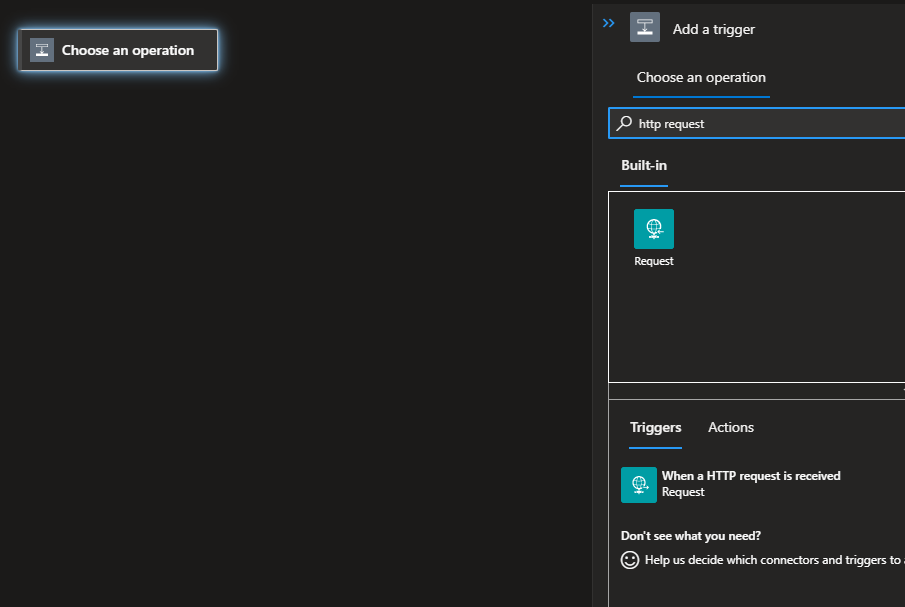 Choose an operation
Add a trigger
Choose an operation
http request
Built-in
Request
Triggers Actions
When a HTTP request is received
Request
Don't see what you need?
Help us decide which connectors and triggers to